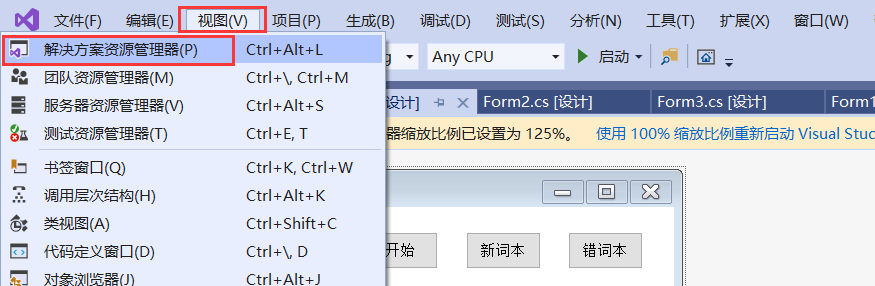 文件(F) 编辑(E) 视图(V) 项目(P) 生成(B) 调试(D) 测试(S) 分析(N) 工具(T) 扩展(X) 窗口(W)
解决方案资源管理器(P) Ctrl+Alt+L Any CPU 启动
团队资源管理器(M) Ctrl+\, Ctrl+M
服务器资源管理器(V) Ctrl+Alt+S 设计] Form2.cs [设计] Form3.cs [设计]
测试资源管理器(T) Ctrl+E, T 器缩放比例已设置为 125%。 使用 100% 缩放比例重新启动 Visual Stu
书签窗口(Q) Ctrl+K, Ctrl+W
调用层次结构(H) Ctrl+Alt+K
类视图(A) Ctrl+Shift+C
代码定义窗口(D) Ctrl+\, D 开始 新词本 错词本
对象浏览器(J) Ctrl+Alt+J